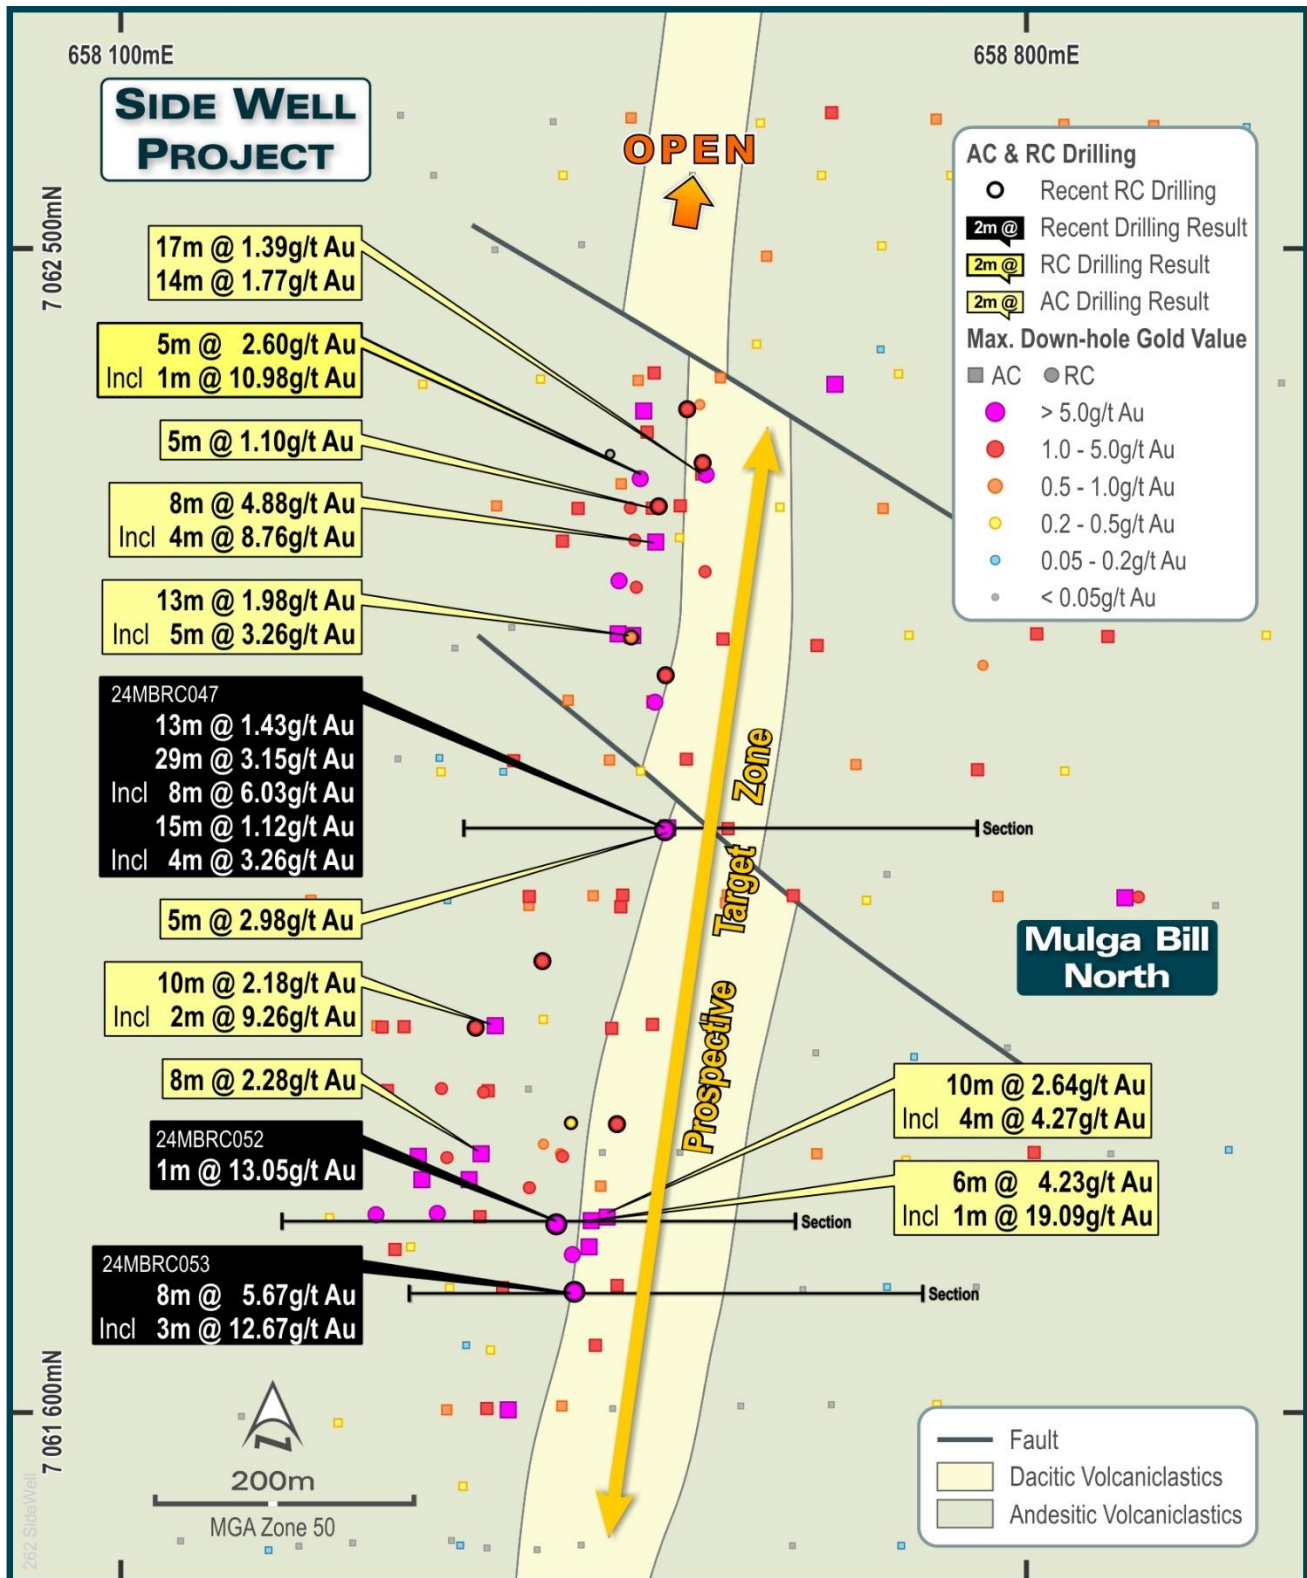 658 100mE
658 800mE
SIDE WELL
PROJECT
OPEN
7 062 500mN
AC & RC Drilling
Recent RC Drilling
2m @ Recent Drilling Result
2m @ RC Drilling Result
2m @ AC Drilling Result
Max. Down-hole Gold Value
AC RC
> 5.0g/t Au
1.0 - 5.0g/t Au
0.5 - 1.0g/t Au
0.2 - 0.5g/t Au
0.05 - 0.2g/t Au
< 0.05g/t Au
17m @ 1.39g/t Au
14m @ 1.77g/t Au
5m @ 2.60g/t Au
Incl 1m @ 10.98g/t Au
5m @ 1.10g/t Au
8m @ 4.88g/t Au
Incl 4m @ 8.76g/t Au
13m @ 1.98g/t Au
Incl 5m @ 3.26g/t Au
24MBRC047
13m @ 1.43g/t Au
29m @ 3.15g/t Au
Incl 8m @ 6.03g/t Au
15m @ 1.12g/t Au
Incl 4m @ 3.26g/t Au
Section
5m @ 2.98g/t Au
Prospective Target Zone
Mulga Bill
North
10m @ 2.18g/t Au
Incl 2m @ 9.26g/t Au
8m @ 2.28g/t Au
10m @ 2.64g/t Au
Incl 4m @ 4.27g/t Au
24MBRC052
1m @ 13.05g/t Au
6m @ 4.23g/t Au
Incl 1m @ 19.09g/t Au
Section
24MBRC053
8m @ 5.67g/t Au
Incl 3m @ 12.67g/t Au
Section
7 061 600mN
N
200m
MGA Zone 50
262 SideWell
Fault
Dacitic Volcaniclastics
Andesitic Volcaniclastics